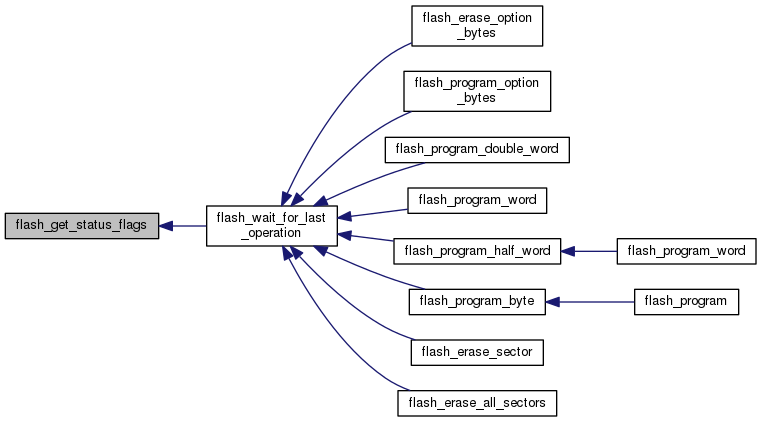 flash_erase_option
_bytes
flash_program_option
_bytes
flash_program_double_word
flash_program_word
flash_get_status_flags
flash_wait_for_last
_operation
flash_program_half_word
flash_program_word
flash_program_byte
flash_program
flash_erase_sector
flash_erase_all_sectors